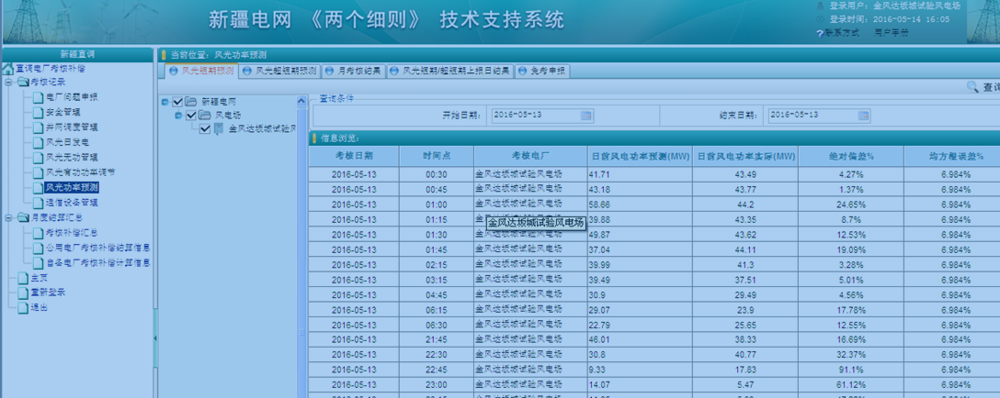 新疆电网 《两个细则》 技术支持系统
登录用户：金风达坂城试验风电场
登录时间：2016-05-14 16:05
联系方式 用户手册
新疆直调
当前位置：风光功率预测
直调电厂考核补偿
考核记录
电厂问题申报
安全管理
并网调度管理
风光日发电
风光无功管理
风光有功功率调节
风光功率预测
通信设备管理
月度结算汇总
考核补偿汇总
公用电厂考核补偿结算信息
自备电厂考核补偿计算信息
主页
重新登录
退出
风光短期预测 风光超短期预测 月考核结果 风光短期/超短期上报日结果 免考申报
查询
新疆电网
风电场
金风达坂城试验风
查询条件
开始日期： 2016-05-13 结束日期： 2016-05-13
信息浏览：
考核日期 时间点 考核电厂 日前风电功率预测(MW) 日前风电功率实际(MW) 绝对偏差% 均方根误差%
2016-05-13 00:30 金风达坂城试验风电场 41.71 43.49 4.27% 6.984%
2016-05-13 00:45 金风达坂城试验风电场 43.18 43.77 1.37% 6.984%
2016-05-13 01:00 金风达坂城试验风电场 58.66 44.2 24.65% 6.984%
2016-05-13 01:15 金风达坂城试验风电场 39.88 43.35 8.7% 6.984%
金风达坂城试验风电场
2016-05-13 01:30 金风达坂城试验风电场 49.87 43.62 12.53% 6.984%
2016-05-13 01:45 金风达坂城试验风电场 37.04 44.11 19.09% 6.984%
2016-05-13 02:15 金风达坂城试验风电场 39.99 41.3 3.28% 6.984%
2016-05-13 03:15 金风达坂城试验风电场 39.49 37.51 5.01% 6.984%
2016-05-13 04:45 金风达坂城试验风电场 30.9 29.49 4.56% 6.984%
2016-05-13 06:15 金风达坂城试验风电场 29.07 23.9 17.78% 6.984%
2016-05-13 06:30 金风达坂城试验风电场 22.79 25.65 12.55% 6.984%
2016-05-13 21:45 金风达坂城试验风电场 46.01 38.33 16.69% 6.984%
2016-05-13 22:30 金风达坂城试验风电场 30.8 40.77 32.37% 6.984%
2016-05-13 22:45 金风达坂城试验风电场 9.33 17.83 91.1% 6.984%
2016-05-13 23:00 金风达坂城试验风电场 14.07 5.47 61.12% 6.984%